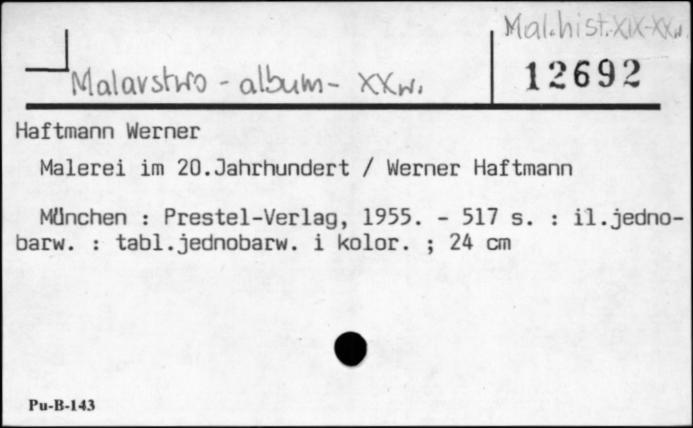 Mal.hist.XIX-XXw.
Malarstwo - album - XXw.
12692
Haftmann Werner
Malerei im 20.Jahrhundert / Werner Haftmann
München : Prestel-Verlag, 1955. - 517 s. : il.jedno-
barw. : tabl.jednobarw. i kolor. ; 24 cm
Pu-B-143